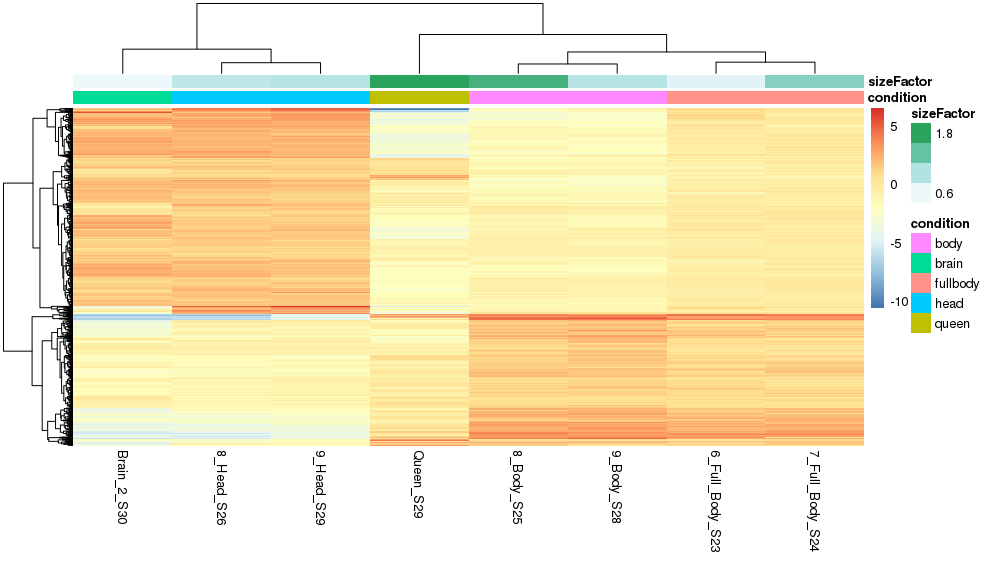 sizeFactor
condition
5
0
-5
-10
sizeFactor
1.8
0.6
condition
body
brain
fullbody
head
queen
Brain_2_S30
8_Head_S26
9_Head_S29
Queen_S29
8_Body_S25
9_Body_S28
6_Full_Body_S23
7_Full_Body_S24